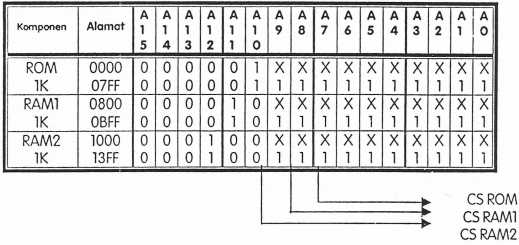 Komponen Alamat A15 A14 A13 A12 A11 A10 A9 A8 A7 A6 A5 A4 A3 A2 A1 A0
ROM 0000 0 0 0 0 0 1 X X X X X X X X X X
1K 07FF 0 0 0 0 0 1 1 1 1 1 1 1 1 1 1 1
RAM1 0800 0 0 0 0 1 0 X X X X X X X X X X
1K 0BFF 0 0 0 0 1 0 1 1 1 1 1 1 1 1 1 1
RAM2 1000 0 0 0 1 0 0 X X X X X X X X X X
1K 13FF 0 0 0 1 0 0 1 1 1 1 1 1 1 1 1 1
CS ROM
CS RAM1
CS RAM2